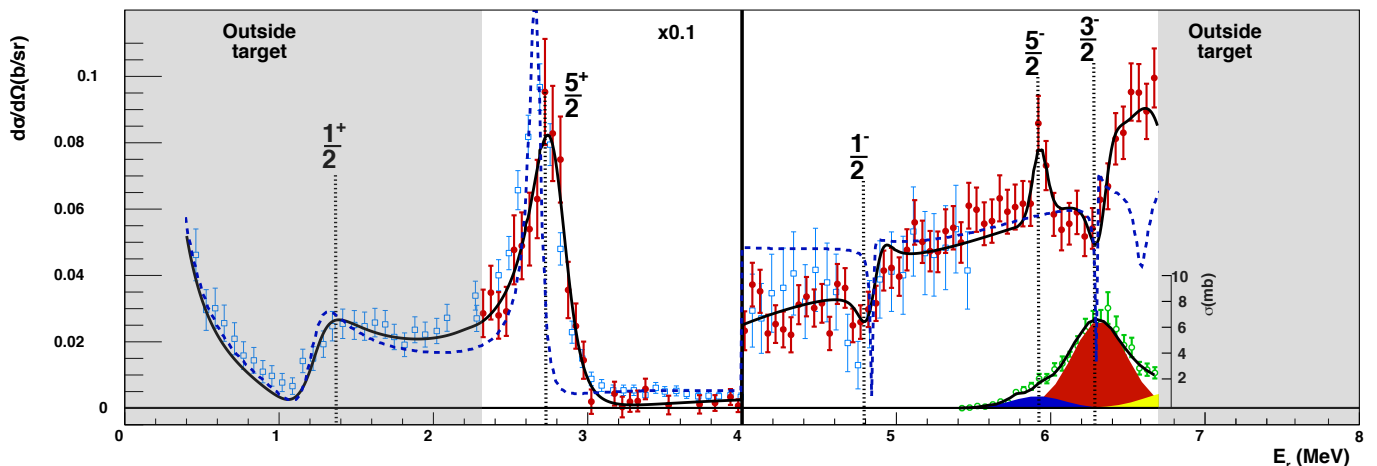 Outside
target
x0.1
Outside
target
dσ/dΩ(b/sr)
0.1
0.08
0.06
0.04
0.02
0
1+
2
5+
2
1-
2
5-
2
3-
2
10
8
6
4
2
σ(mb)
0 1 2 3 4 5 6 7 8
E_r (MeV)